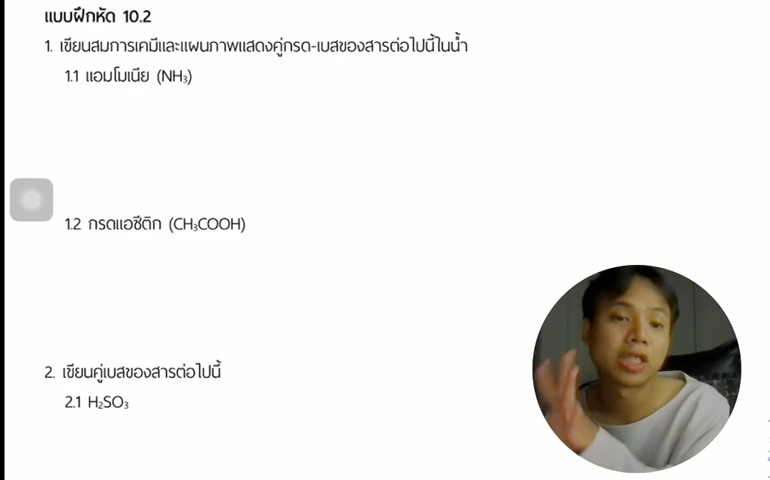 แบบฝึกหัด 10.2
1. เขียนสมการเคมีและแผนภาพแสดงคู่กรด-เบสของสารต่อไปนี้ในน้ำ
1.1 แอมโมเนีย (NH₃)
1.2 กรดแอซีติก (CH₃COOH)
2. เขียนคู่เบสของสารต่อไปนี้
2.1 H₂SO₃